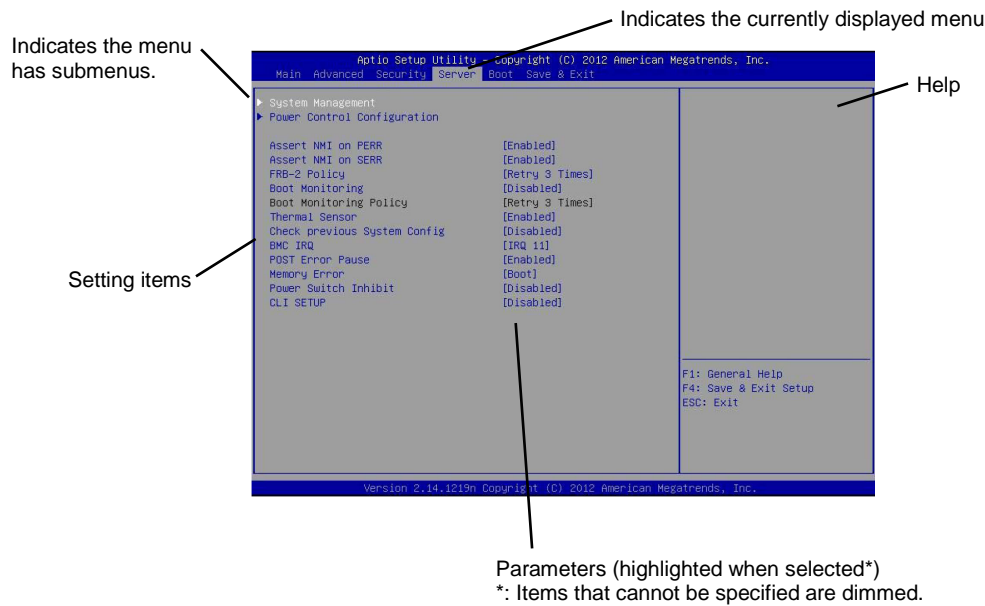 Indicates the currently displayed menu
Indicates the menu
has submenus.
Aptio Setup Utility - Copyright (C) 2012 American Megatrends, Inc.
Main Advanced Security Server Boot Save & Exit
Help
System Management
Power Control Configuration
Assert NMI on PERR [Enabled]
Assert NMI on SERR [Enabled]
FRB-2 Policy [Retry 3 Times]
Boot Monitoring [Disabled]
Boot Monitoring Policy [Retry 3 Times]
Thermal Sensor [Enabled]
Check previous System Config [Disabled]
BMC IRQ [IRQ 11]
POST Error Pause [Enabled]
Memory Error [Boot]
Power Switch Inhibit [Disabled]
CLI SETUP [Disabled]
Setting items
F1: General Help
F4: Save & Exit Setup
ESC: Exit
Version 2.14.1219n Copyright (C) 2012 American Megatrends, Inc.
Parameters (highlighted when selected*)
*: Items that cannot be specified are dimmed.